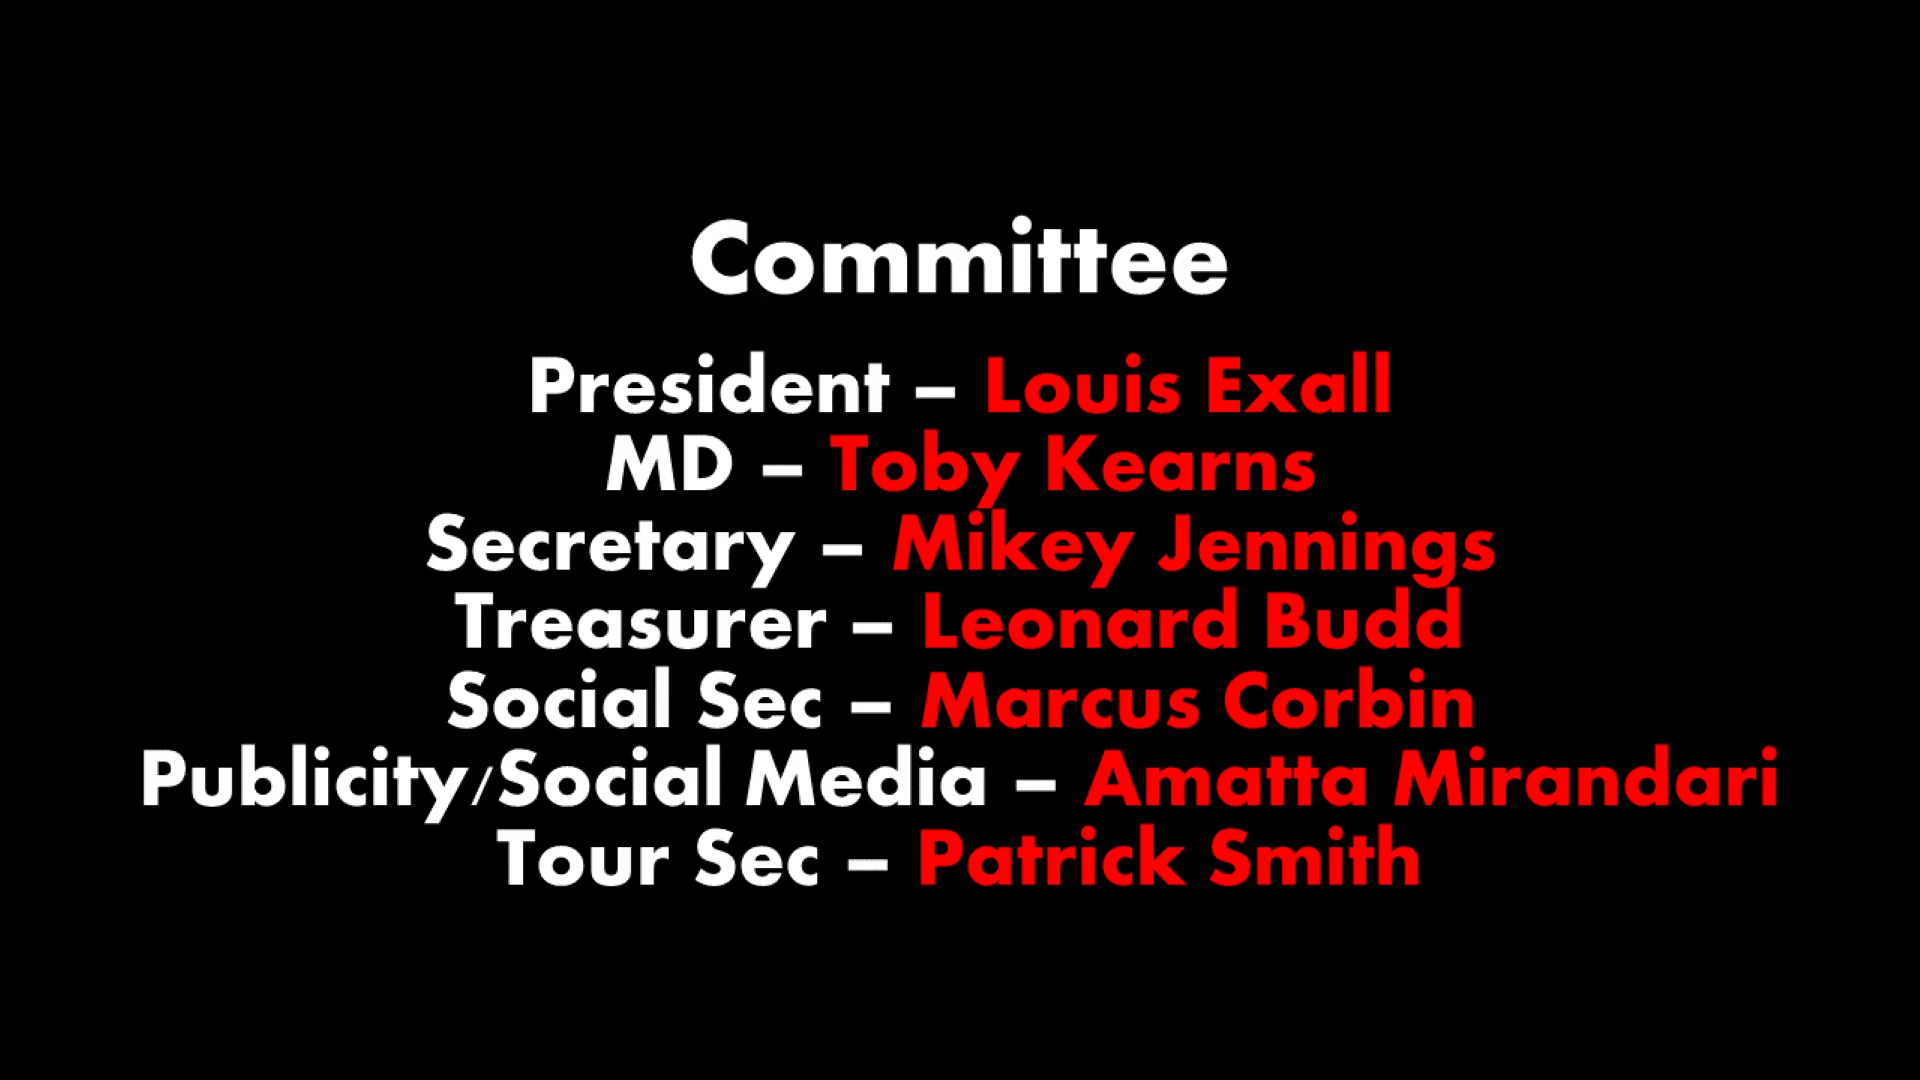 Committee
President – Louis Exall
MD – Toby Kearns
Secretary – Mikey Jennings
Treasurer – Leonard Budd
Social Sec – Marcus Corbin
Publicity/Social Media – Amatta Mirandari
Tour Sec – Patrick Smith